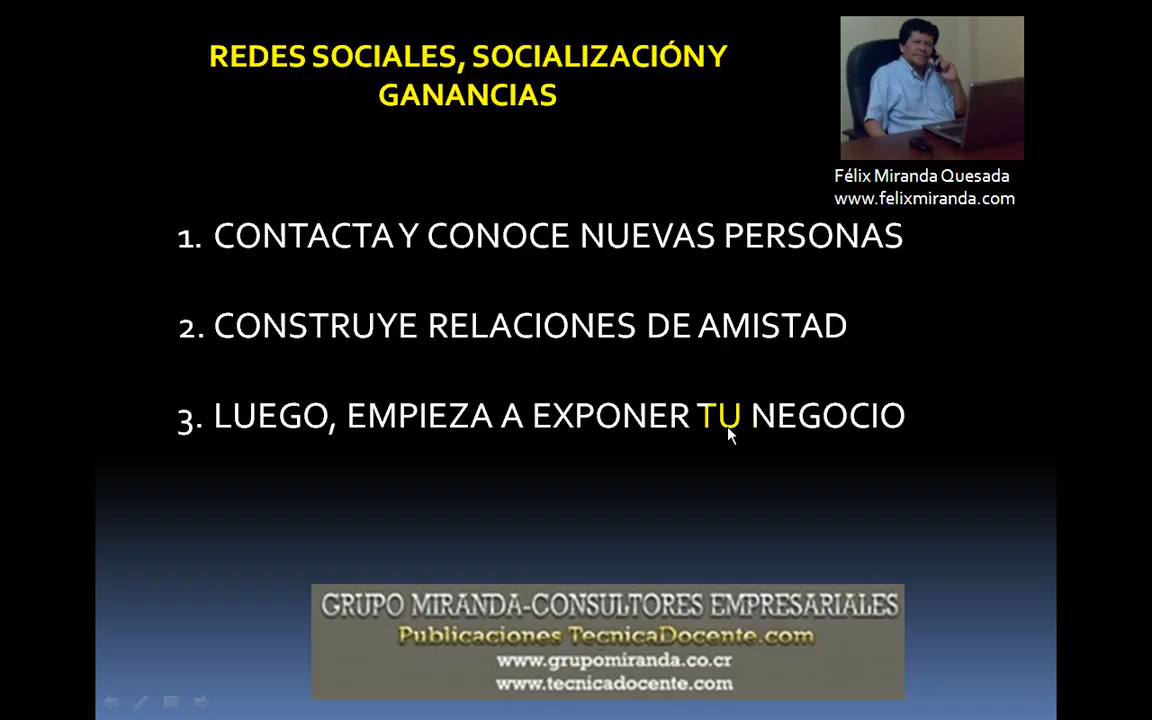 REDES SOCIALES, SOCIALIZACIÓN Y
GANANCIAS
Félix Miranda Quesada
www.felixmiranda.com
1. CONTACTA Y CONOCE NUEVAS PERSONAS
2. CONSTRUYE RELACIONES DE AMISTAD
3. LUEGO, EMPIEZA A EXPONER TU NEGOCIO
GRUPO MIRANDA-CONSULTORES EMPRESARIALES
Publicaciones TecnicaDocente.com
www.grupomiranda.co.cr
www.tecnicadocente.com